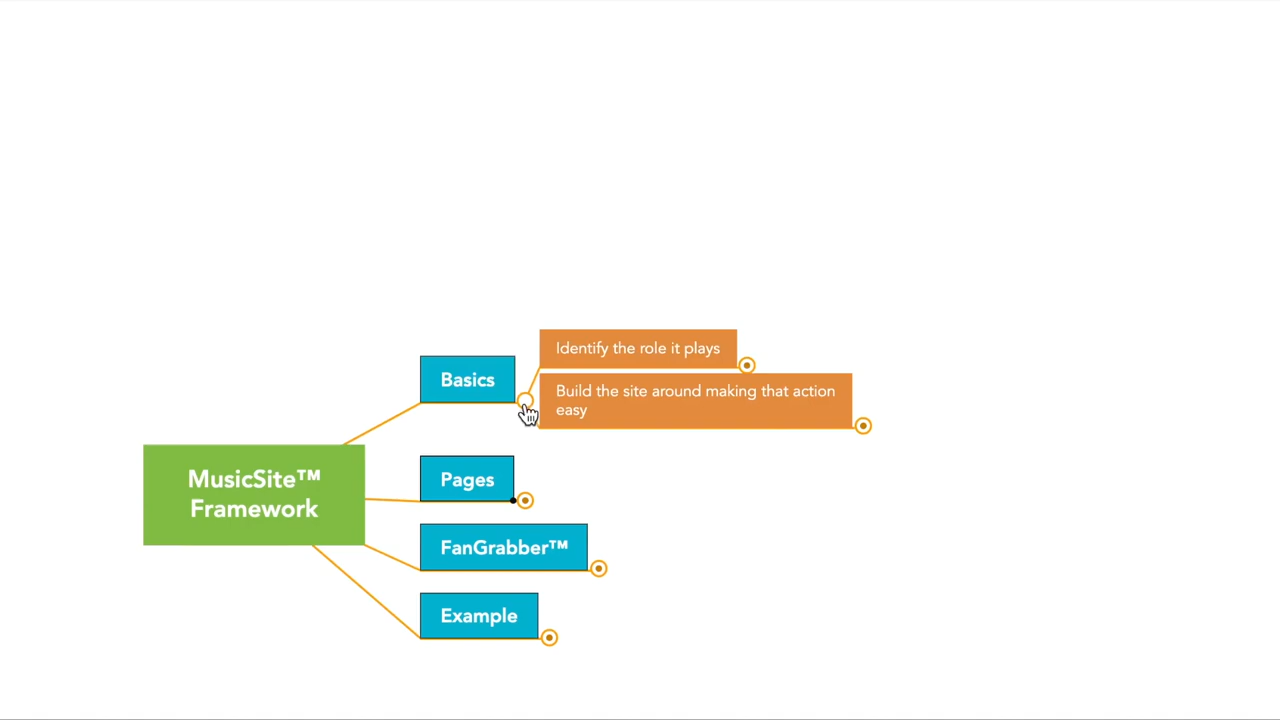 Identify the role it plays
Basics
Build the site around making that action
easy
MusicSite™
Framework
Pages
FanGrabber™
Example